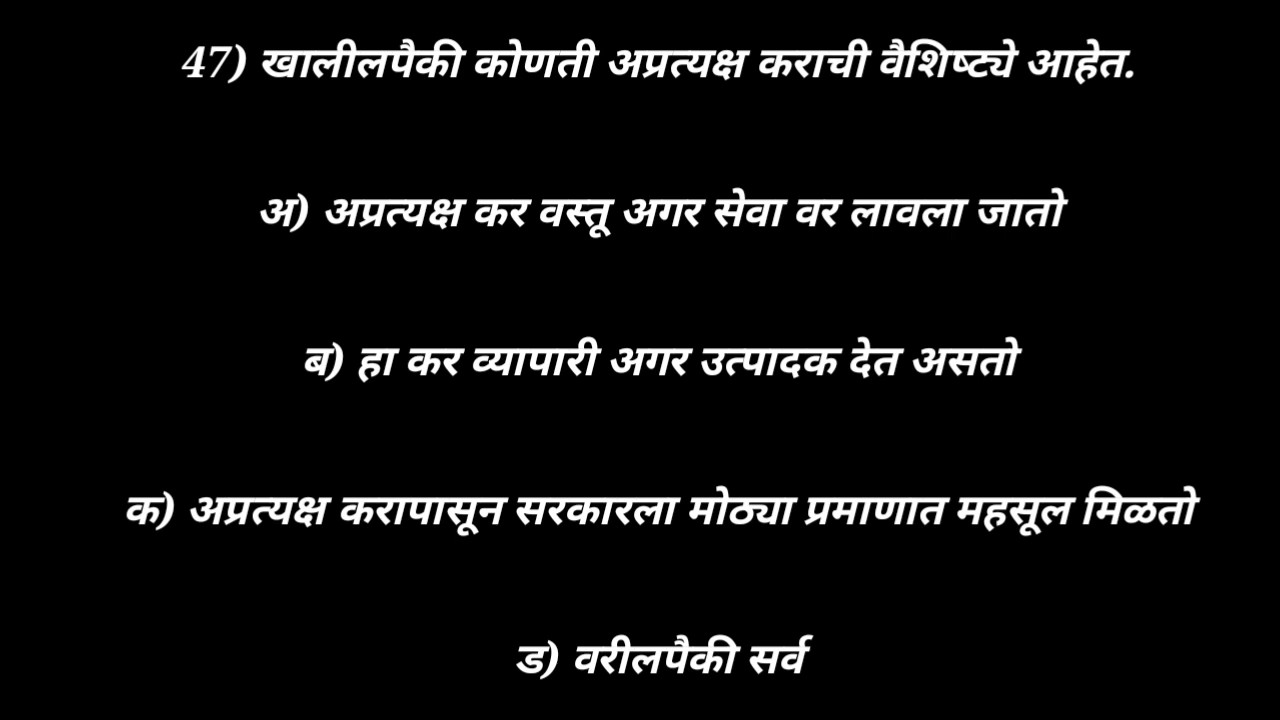 47) खालीलपैकी कोणती अप्रत्यक्ष कराची वैशिष्ट्ये आहेत.
अ) अप्रत्यक्ष कर वस्तू अगर सेवा वर लावला जातो
ब) हा कर व्यापारी अगर उत्पादक देत असतो
क) अप्रत्यक्ष करापासून सरकारला मोठ्या प्रमाणात महसूल मिळतो
ड) वरीलपैकी सर्व